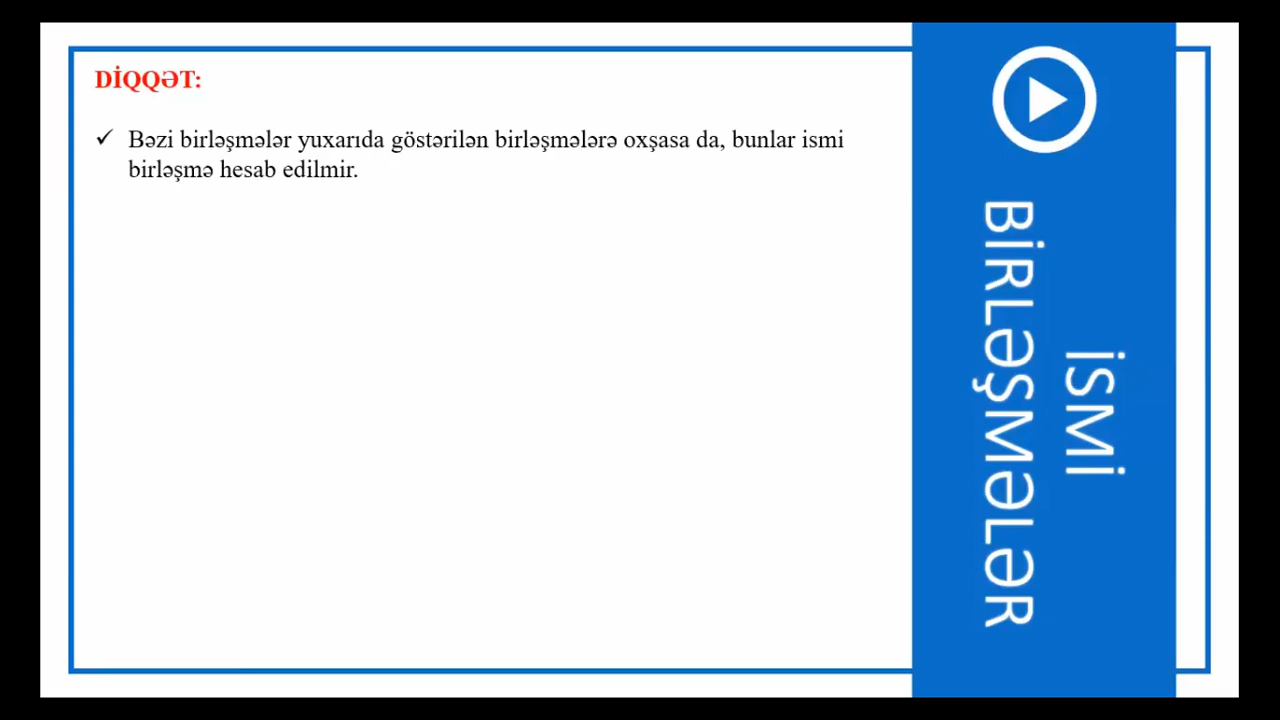 DİQQƏT:
✓ Bəzi birləşmələr yuxarıda göstərilən birləşmələrə oxşasa da, bunlar ismi
birləşmə hesab edilmir.
İSMİ
BİRLƏŞMƏLƏR